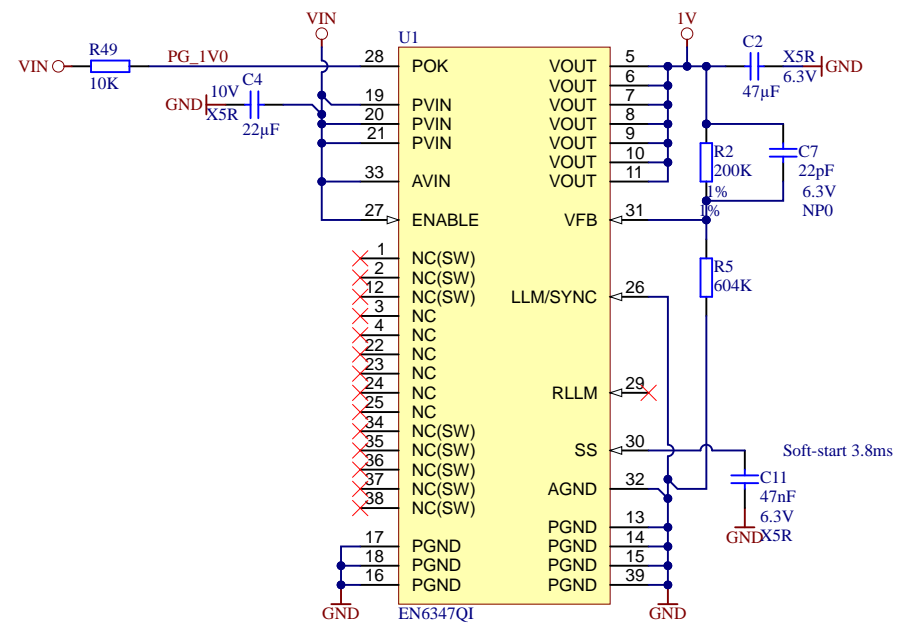 VIN
1V
U1
R49
VIN
10K
PG_1V0
28
POK
VOUT
5
C2
X5R
GND
47µF
6.3V
VOUT
6
C4
10V
GND
X5R
22µF
19
PVIN
VOUT
7
20
PVIN
VOUT
8
21
PVIN
VOUT
9
VOUT
10
33
AVIN
VOUT
11
R2
200K
1%
C7
22pF
6.3V
NP0
27
ENABLE
VFB
31
1%
1
NC(SW)
2
NC(SW)
R5
604K
12
NC(SW)
LLM/SYNC
26
3
NC
4
NC
22
NC
23
NC
24
NC
RLLM
29
25
NC
34
NC(SW)
35
NC(SW)
SS
30
Soft-start 3.8ms
36
NC(SW)
37
NC(SW)
AGND
32
C11
47nF
6.3V
X5R
GND
38
NC(SW)
PGND
13
17
PGND
PGND
14
18
PGND
PGND
15
16
PGND
PGND
39
GND
EN6347QI
GND